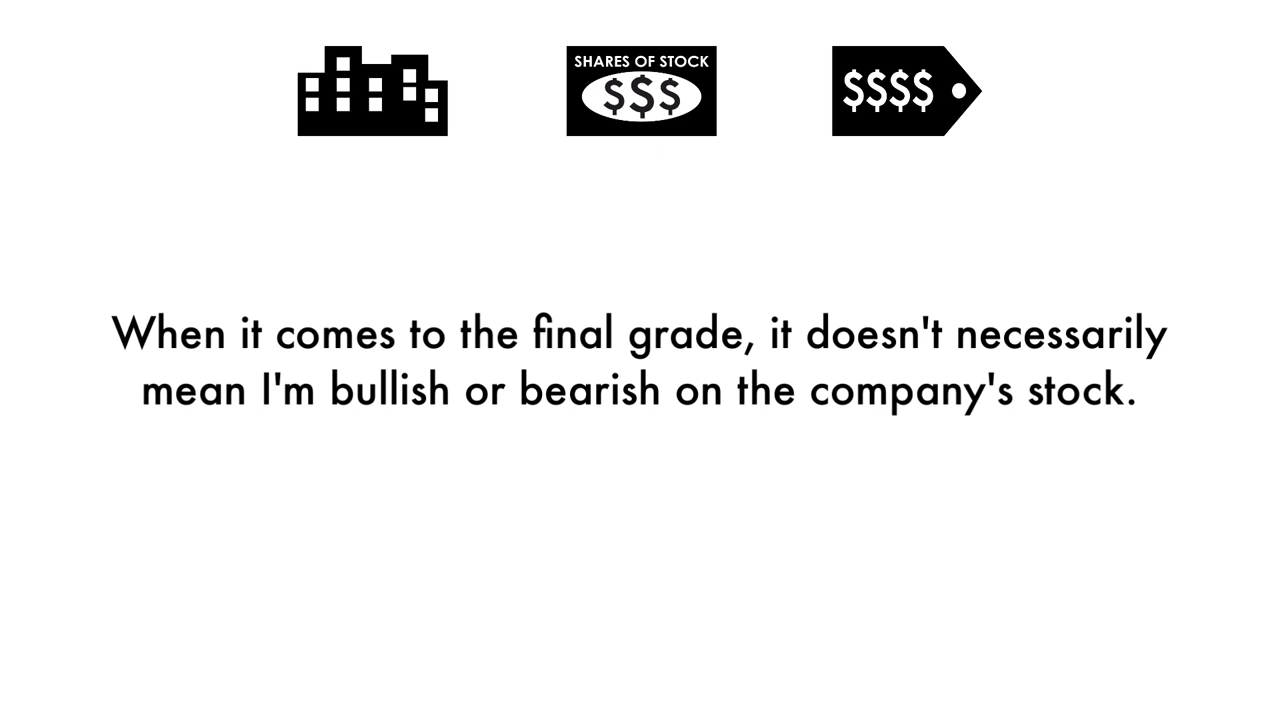 SHARES OF STOCK
$$$
$$$$
When it comes to the final grade, it doesn't necessarily
mean I'm bullish or bearish on the company's stock.